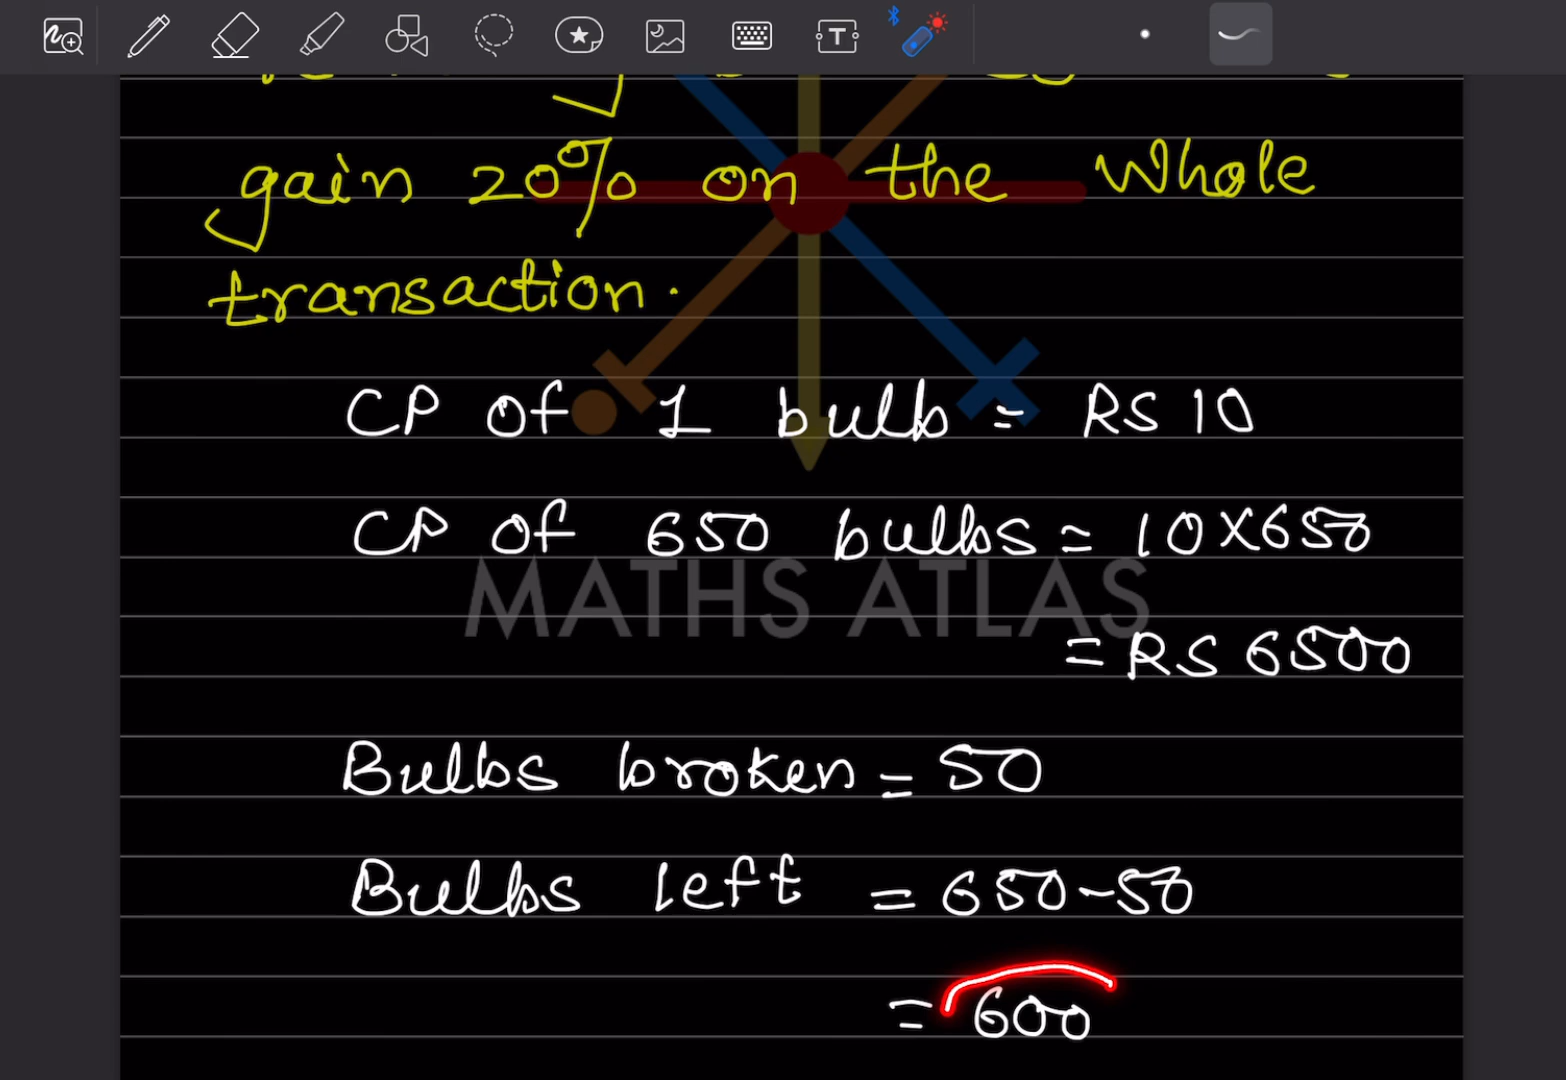 gain 20% on the whole
transaction.
CP of 1 bulb = RS 10
CP of 650 bulbs = 10X650
MATHS ATLAS
= RS 6500
Bulbs broken = 50
Bulbs left = 650-50
= 600